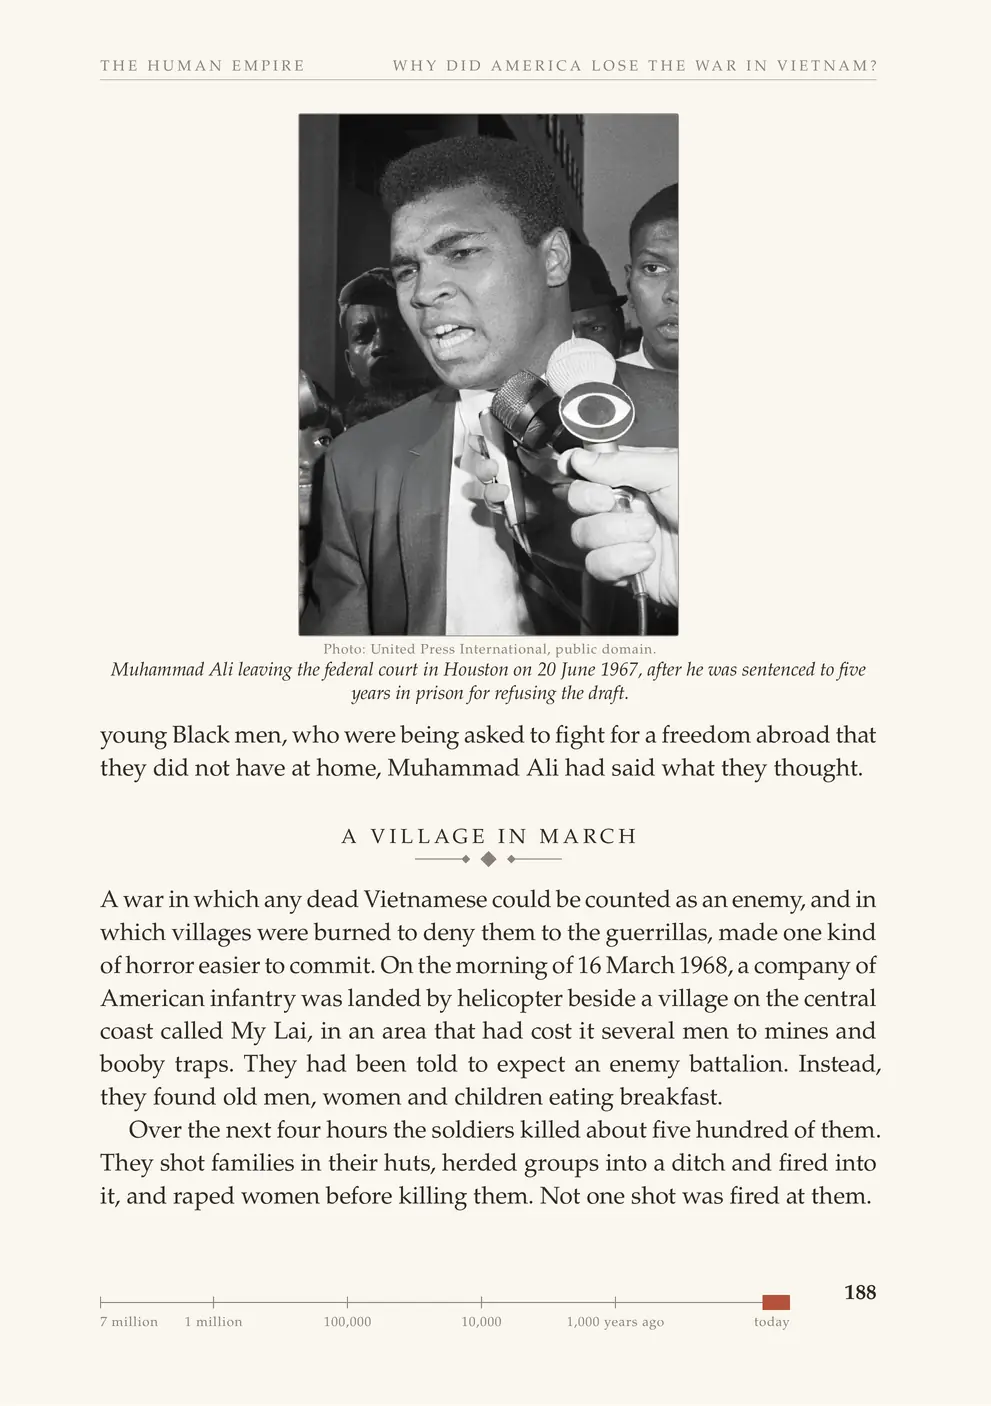 THE HUMAN EMPIRE
WHY DID AMERICA LOSE THE WAR IN VIETNAM?
Photo: United Press International, public domain.
Muhammad Ali leaving the federal court in Houston on 20 June 1967, after he was sentenced to five
years in prison for refusing the draft.
young Black men, who were being asked to fight for a freedom abroad that
they did not have at home, Muhammad Ali had said what they thought.
A VILLAGE IN MARCH
A war in which any dead Vietnamese could be counted as an enemy, and in
which villages were burned to deny them to the guerrillas, made one kind
of horror easier to commit. On the morning of 16 March 1968, a company of
American infantry was landed by helicopter beside a village on the central
coast called My Lai, in an area that had cost it several men to mines and
booby traps. They had been told to expect an enemy battalion. Instead,
they found old men, women and children eating breakfast.
Over the next four hours the soldiers killed about five hundred of them.
They shot families in their huts, herded groups into a ditch and fired into
it, and raped women before killing them. Not one shot was fired at them.
188
7 million
1 million
100,000
10,000
1,000 years ago
today